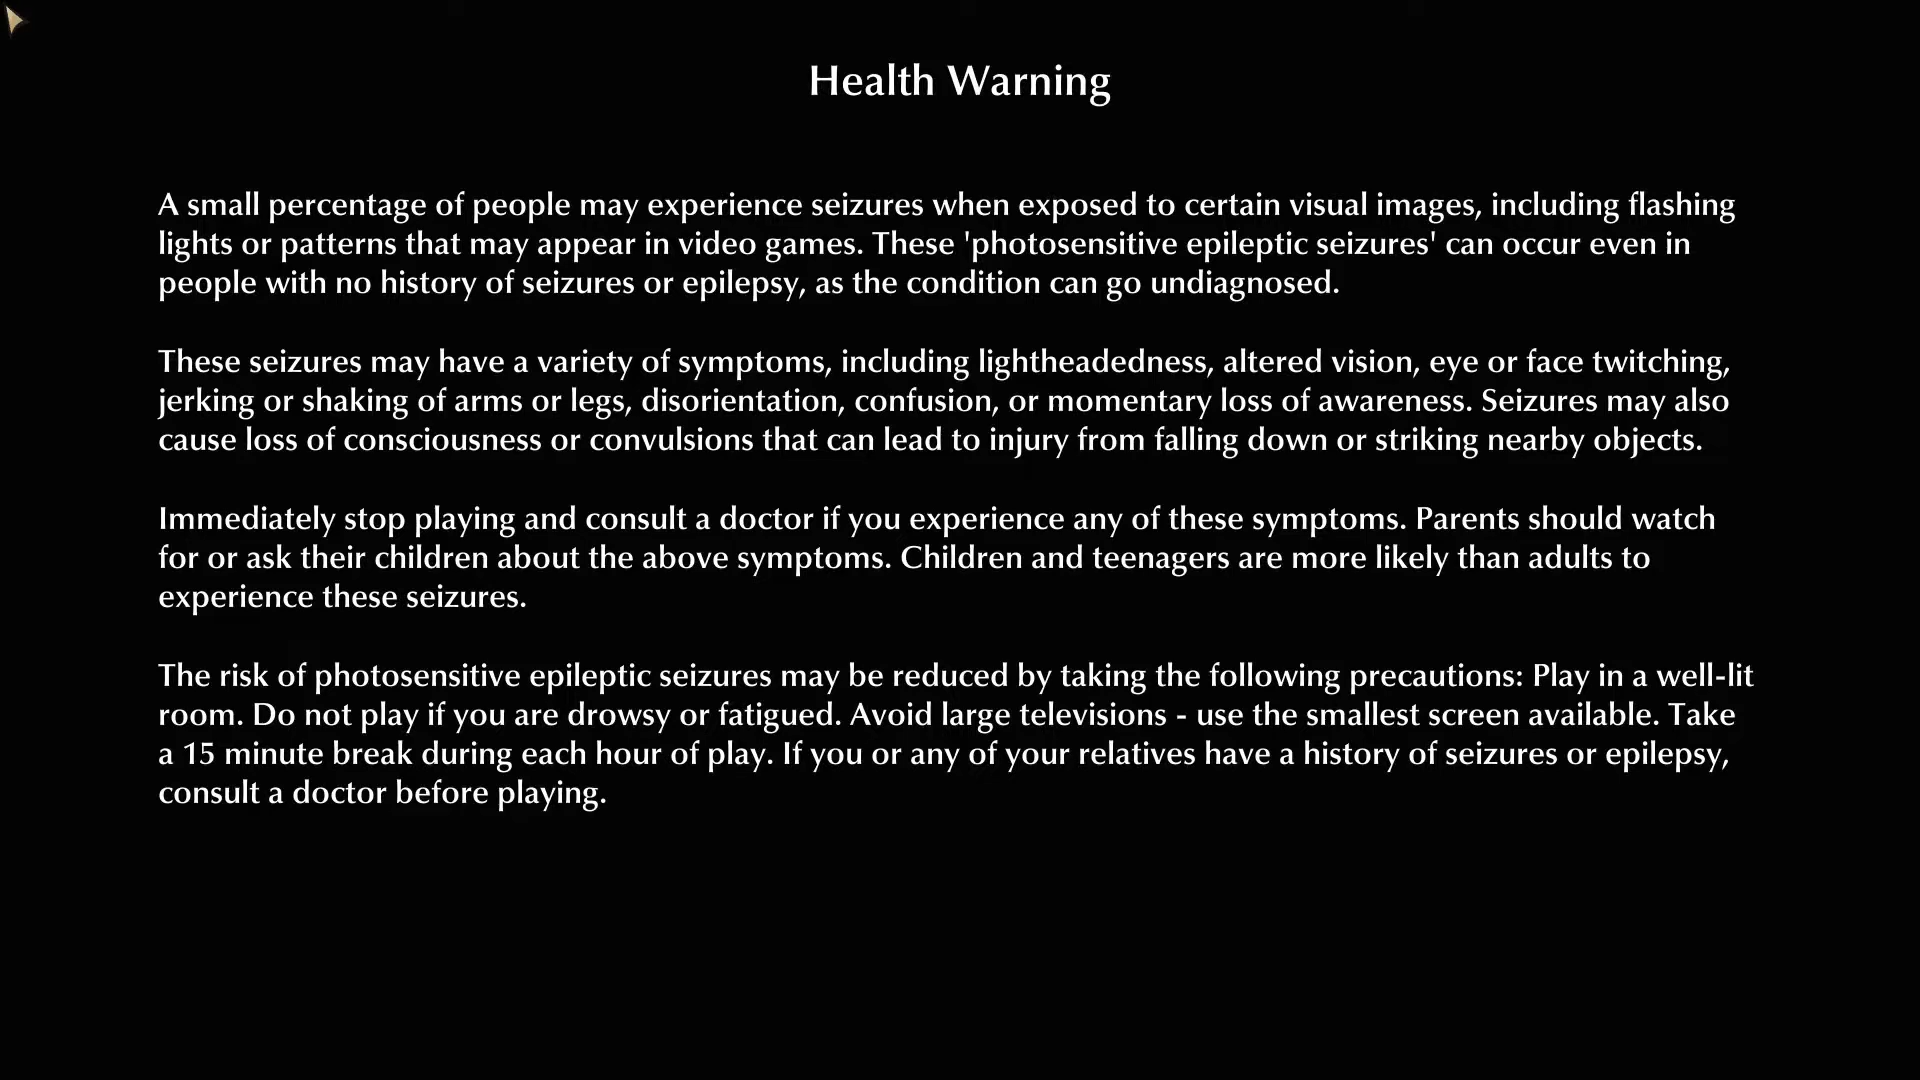 Health Warning
A small percentage of people may experience seizures when exposed to certain visual images, including flashing
lights or patterns that may appear in video games. These 'photosensitive epileptic seizures' can occur even in
people with no history of seizures or epilepsy, as the condition can go undiagnosed.
These seizures may have a variety of symptoms, including lightheadedness, altered vision, eye or face twitching,
jerking or shaking of arms or legs, disorientation, confusion, or momentary loss of awareness. Seizures may also
cause loss of consciousness or convulsions that can lead to injury from falling down or striking nearby objects.
Immediately stop playing and consult a doctor if you experience any of these symptoms. Parents should watch
for or ask their children about the above symptoms. Children and teenagers are more likely than adults to
experience these seizures.
The risk of photosensitive epileptic seizures may be reduced by taking the following precautions: Play in a well-lit
room. Do not play if you are drowsy or fatigued. Avoid large televisions - use the smallest screen available. Take
a 15 minute break during each hour of play. If you or any of your relatives have a history of seizures or epilepsy,
consult a doctor before playing.